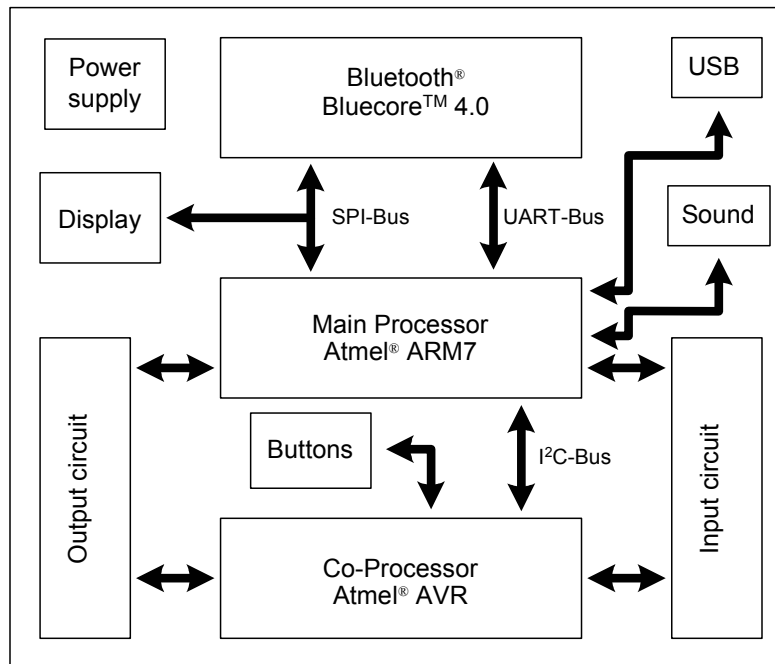 Power
supply
Bluetooth®
Bluecore™ 4.0
USB
Display
SPI-Bus
UART-Bus
Sound
Main Processor
Atmel® ARM7
Output circuit
Buttons
I²C-Bus
Input circuit
Co-Processor
Atmel® AVR